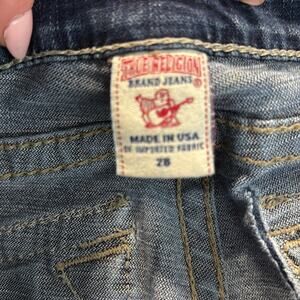 TRUE RELIGION
BRAND JEANS
MADE IN USA
OF IMPORTED FABRIC
28